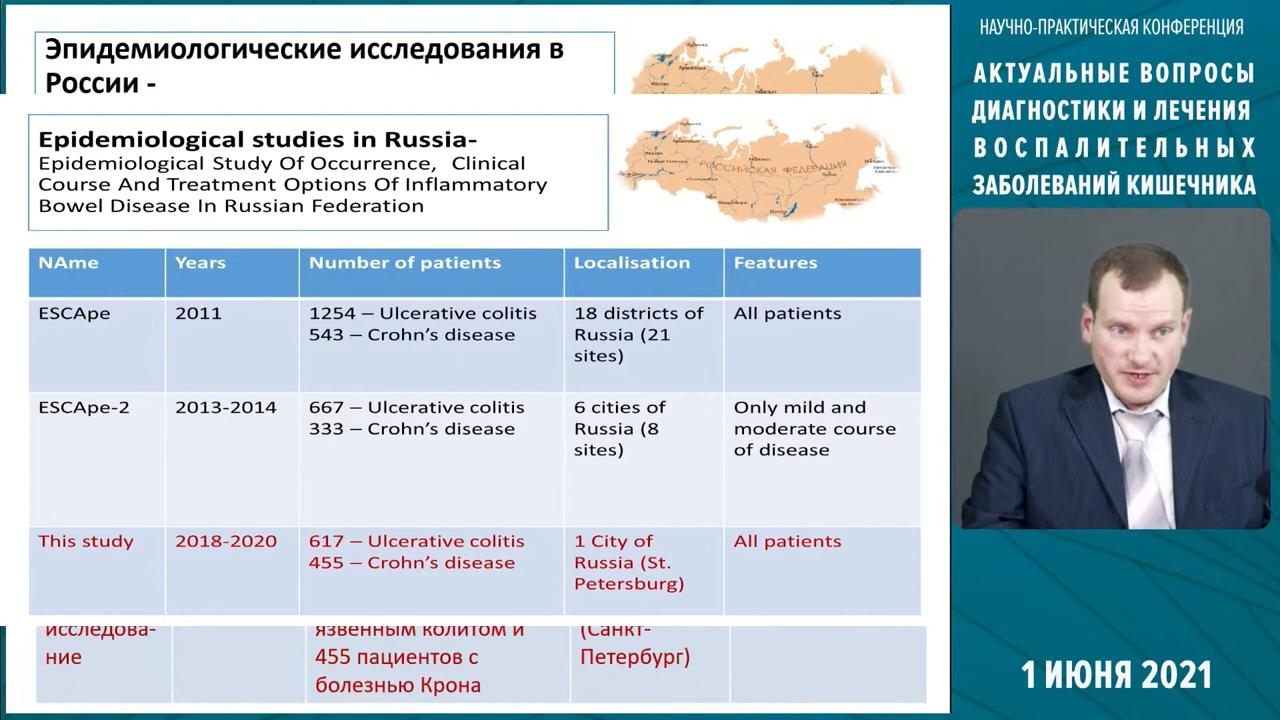 Эпидемиологические исследования в
России -
Epidemiological studies in Russia-
Epidemiological Study Of Occurrence, Clinical
Course And Treatment Options Of Inflammatory
Bowel Disease In Russian Federation
РОССИЙСКАЯ ФЕДЕРАЦИЯ
NAme
Years
Number of patients
Localisation
Features
ESCApe
2011
1254 – Ulcerative colitis
543 – Crohn’s disease
18 districts of
Russia (21
sites)
All patients
ESCApe-2
2013-2014
667 – Ulcerative colitis
333 – Crohn’s disease
6 cities of
Russia (8
sites)
Only mild and
moderate course
of disease
This study
2018-2020
617 – Ulcerative colitis
455 – Crohn’s disease
1 City of
Russia (St.
Petersburg)
All patients
исследова-
ние
язвенным колитом и
455 пациентов с
болезнью Крона
(Санкт-
Петербург)
НАУЧНО-ПРАКТИЧЕСКАЯ КОНФЕРЕНЦИЯ
АКТУАЛЬНЫЕ ВОПРОСЫ
ДИАГНОСТИКИ И ЛЕЧЕНИЯ
ВОСПАЛИТЕЛЬНЫХ
ЗАБОЛЕВАНИЙ КИШЕЧНИКА
1 ИЮНЯ 2021